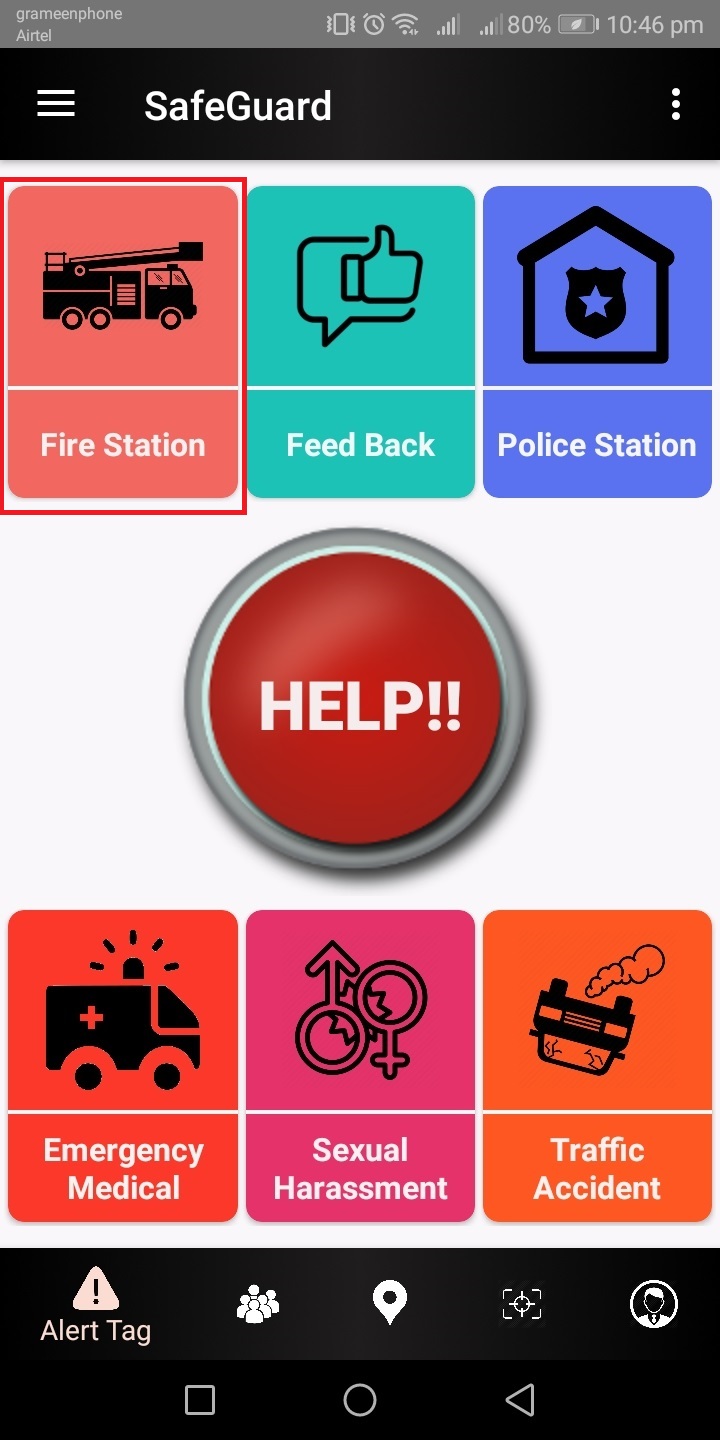 grameenphone
Airtel
80% 10:46 pm
SafeGuard
Fire Station
Feed Back
Police Station
HELP!!
Emergency
Medical
Sexual
Harassment
Traffic
Accident
Alert Tag